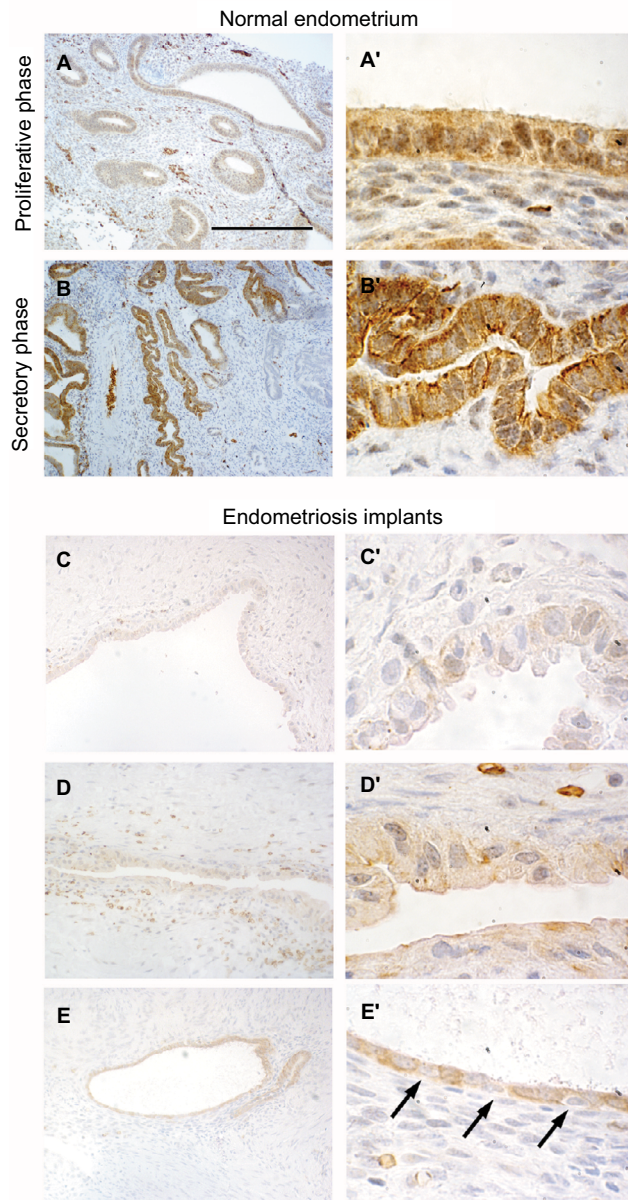 Normal endometrium
Proliferative phase
A
A'
Secretory phase
B
B'
Endometriosis implants
C
C'
D
D'
E
E'